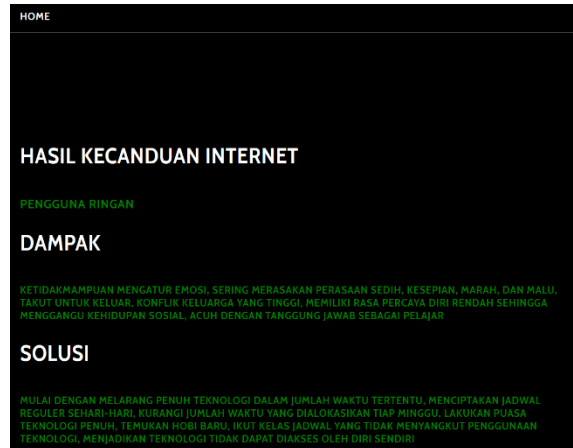 HOME
HASIL KECANDUAN INTERNET
PENGGUNA RINGAN
DAMPAK
KETIDAKMAMPUAN MENGATUR EMOSI, SERING MERASAKAN PERASAAN SEDIH, KESEPIAN, MARAH, DAN MALU,
TAKUT UNTUK KELUAR, KONFLIK KELUARGA YANG TINGGI, MEMILIKI RASA PERCAYA DIRI RENDAH SEHINGGA
MENGGANGU KEHIDUPAN SOSIAL, ACUH DENGAN TANGGUNG JAWAB SEBAGAI PELAJAR
SOLUSI
MULAI DENGAN MELARANG PENUH TEKNOLOGI DALAM JUMLAH WAKTU TERTENTU, MENCIPTAKAN JADWAL
REGULER SEHARI-HARI, KURANGI JUMLAH WAKTU YANG DIALOKASIKAN TIAP MINGGU, LAKUKAN PUASA
TEKNOLOGI PENUH, TEMUKAN HOBI BARU, IKUT KELAS JADWAL YANG TIDAK MENYANGKUT PENGGUNAAN
TEKNOLOGI, MENJADIKAN TEKNOLOGI TIDAK DAPAT DIAKSES OLEH DIRI SENDIRI